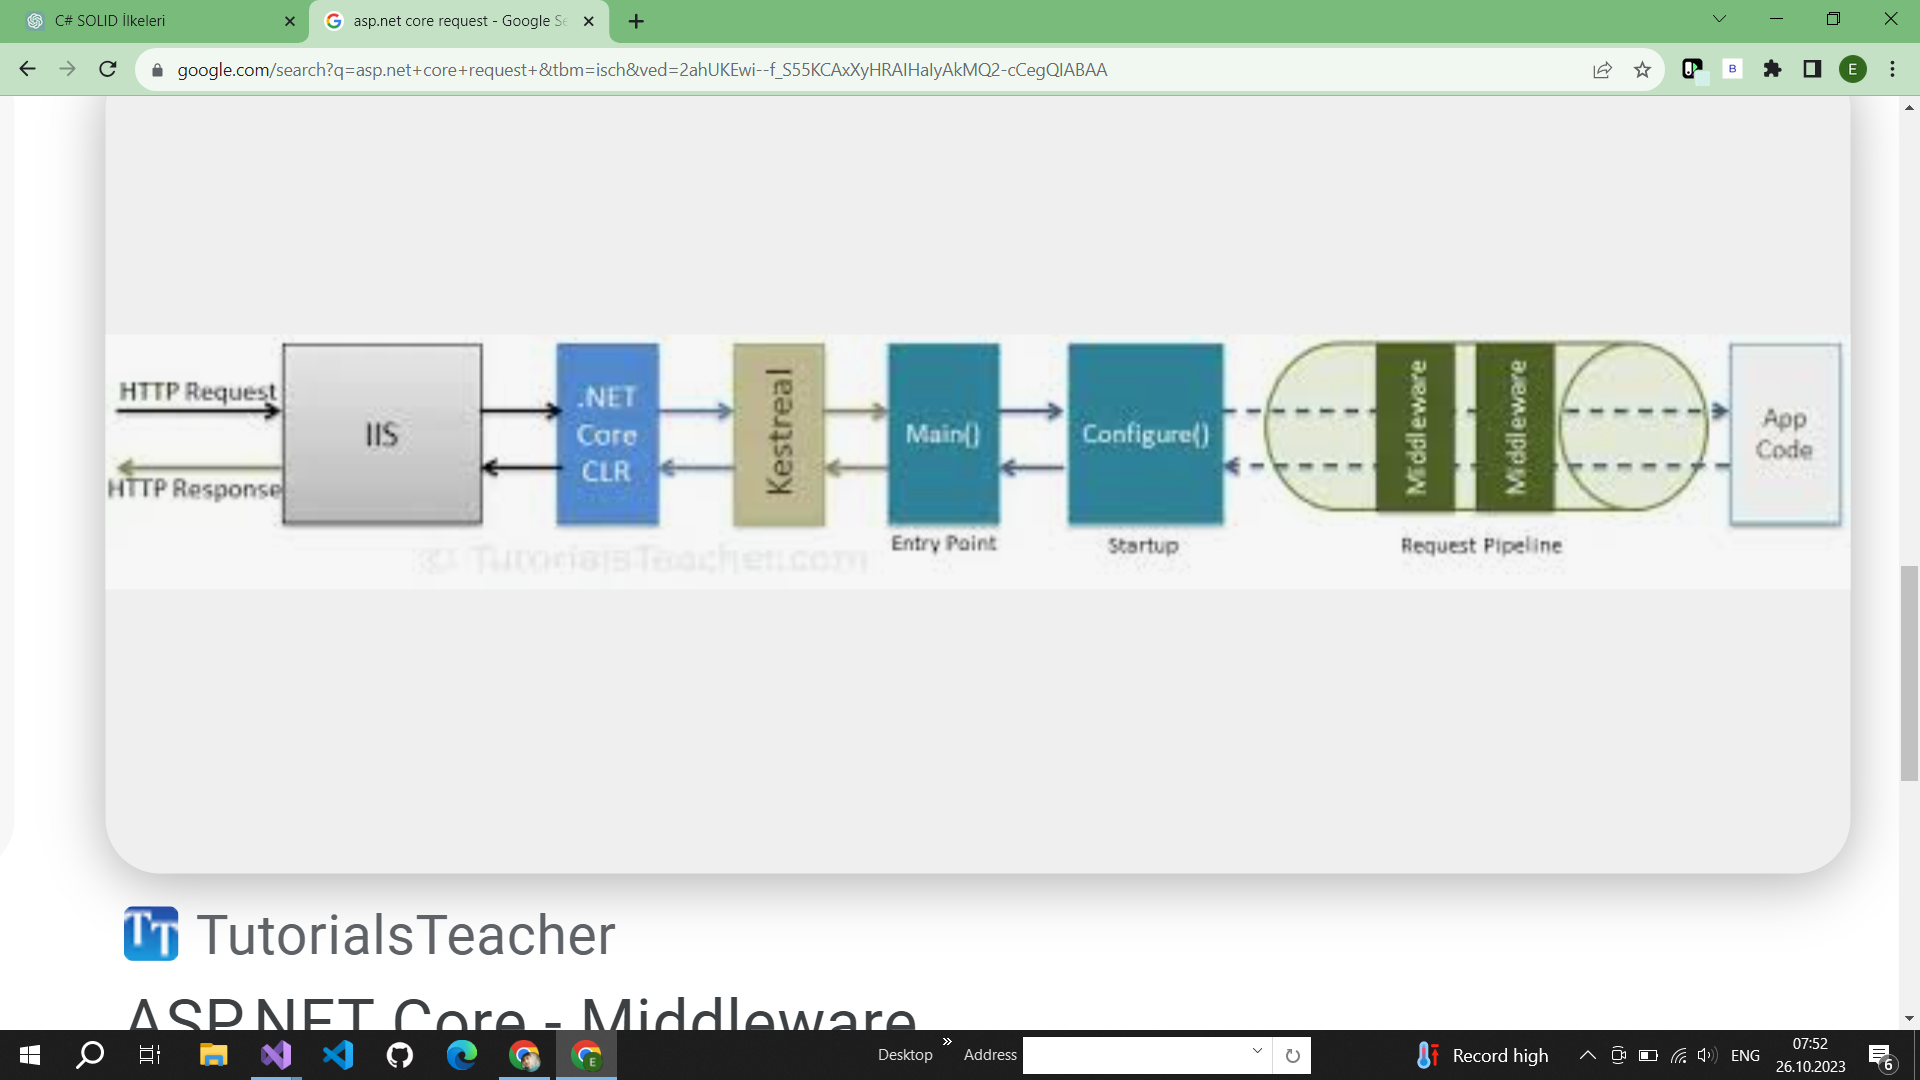 C# SOLID İlkeleri
asp.net core request - Google Se
google.com/search?q=asp.net+core+request+&tbm=isch&ved=2ahUKEwi--f_S55KCAxXyHRAIHaIyAkMQ2-cCegQIABAA
B
E
HTTP Request
HTTP Response
IIS
.NET
Core
CLR
Kestreal
Main()
Entry Point
Configure()
Startup
Middleware
Middleware
Request Pipeline
App
Code
© TutorialsTeacher.com
TT
TutorialsTeacher
ASP.NET Core - Middleware
E
Desktop
»
Address
Record high
ENG
07:52
26.10.2023
6